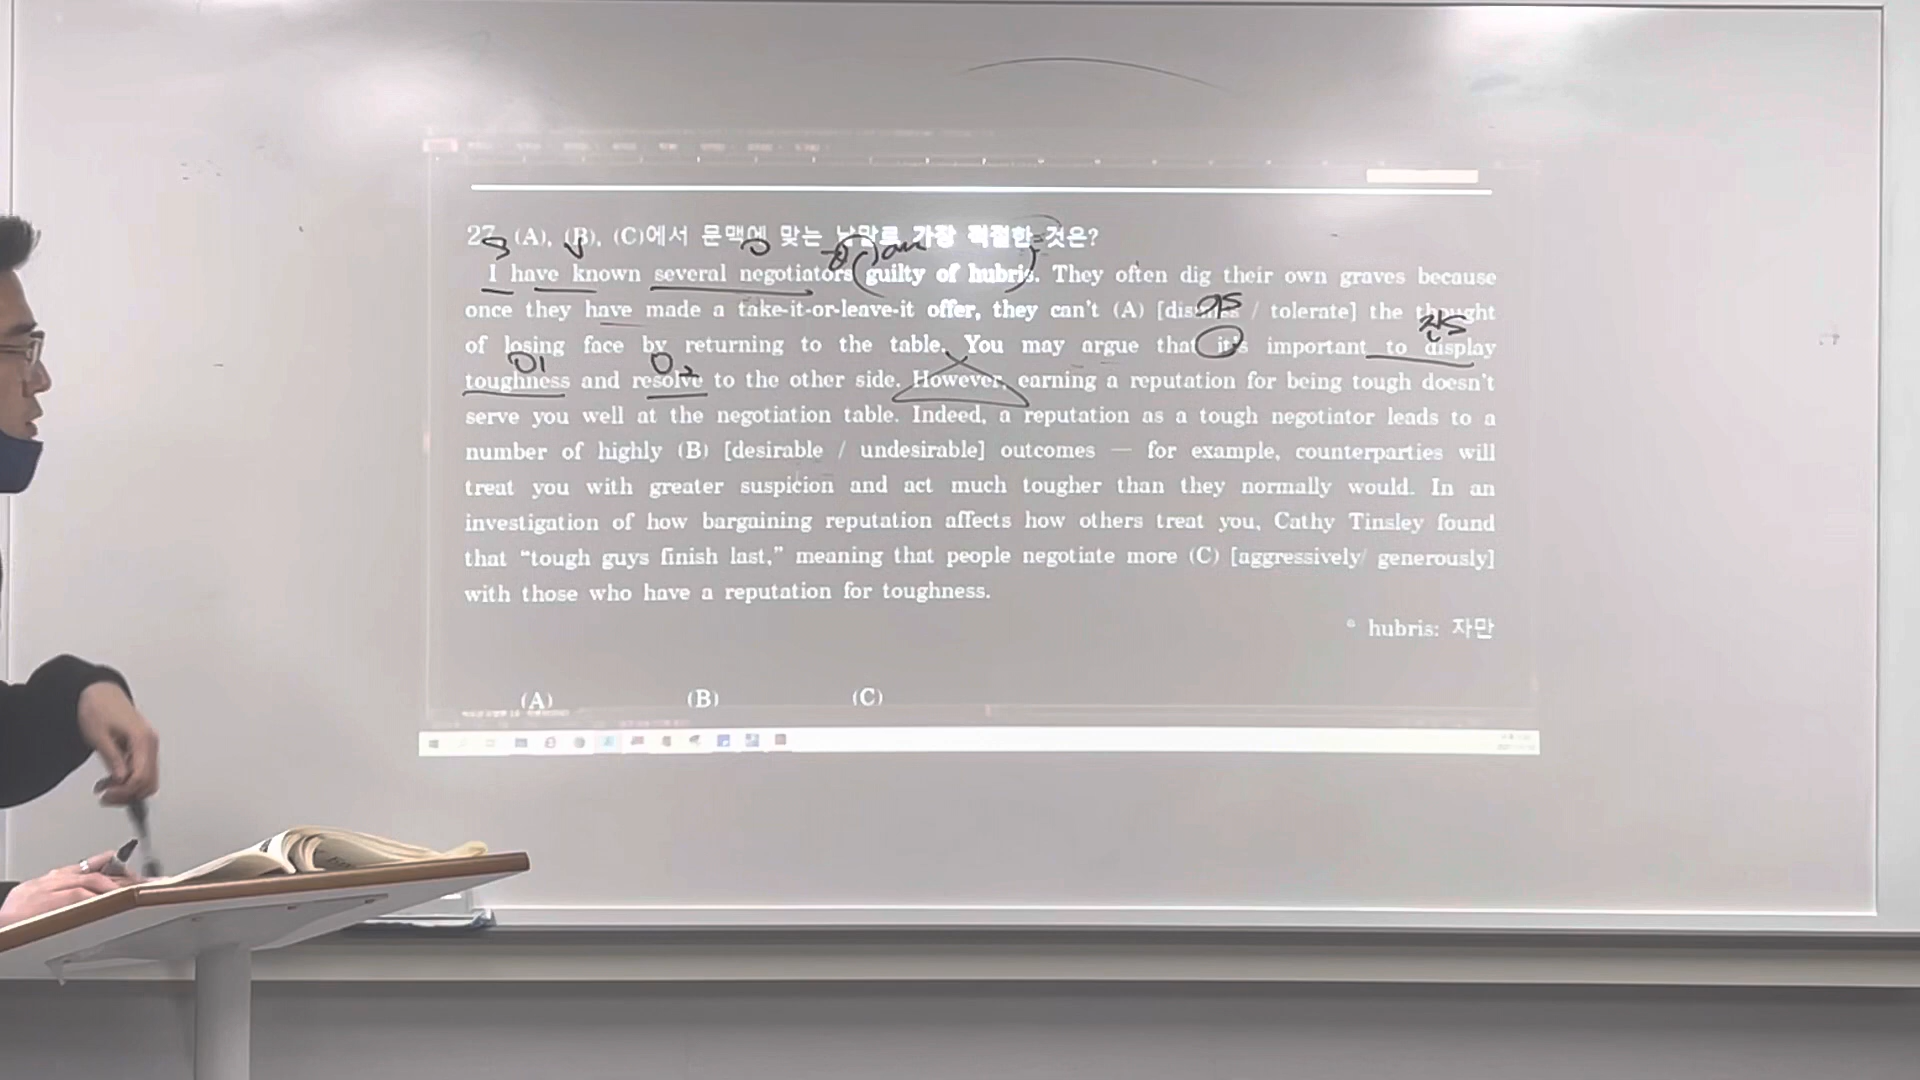 27. (A), (B), (C)에서 문맥에 맞는 낱말로 가장 적절한 것은?
I have known several negotiators guilty of hubris. They often dig their own graves because
once they have made a take-it-or-leave-it offer, they can't (A) [ / tolerate] the thought
of losing face by returning to the table. You may argue that it's important to display
toughness and resolve to the other side. However, earning a reputation for being tough doesn't
serve you well at the negotiation table. Indeed, a reputation as a tough negotiator leads to a
number of highly (B) [desirable / undesirable] outcomes — for example, counterparties will
treat you with greater suspicion and act much tougher than they normally would. In an
investigation of how bargaining reputation affects how others treat you, Cathy Tinsley found
that “tough guys finish last,” meaning that people negotiate more (C) [aggressively/ generously]
with those who have a reputation for toughness.
* hubris: 자만
(A) (B) (C)
S V O
가S
진S
O1 O2